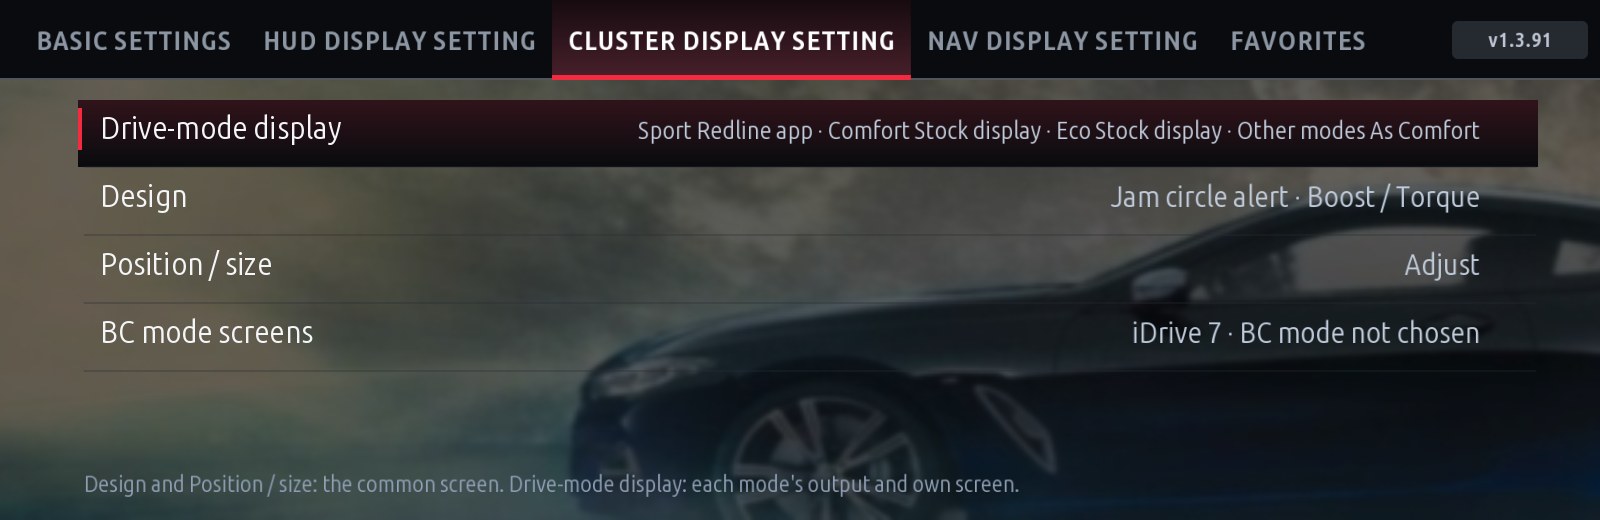 BASIC SETTINGS HUD DISPLAY SETTING CLUSTER DISPLAY SETTING NAV DISPLAY SETTING FAVORITES v1.3.91
Drive-mode display Sport Redline app · Comfort Stock display · Eco Stock display · Other modes As Comfort
Design Jam circle alert · Boost / Torque
Position / size Adjust
BC mode screens iDrive 7 · BC mode not chosen
Design and Position / size: the common screen. Drive-mode display: each mode's output and own screen.